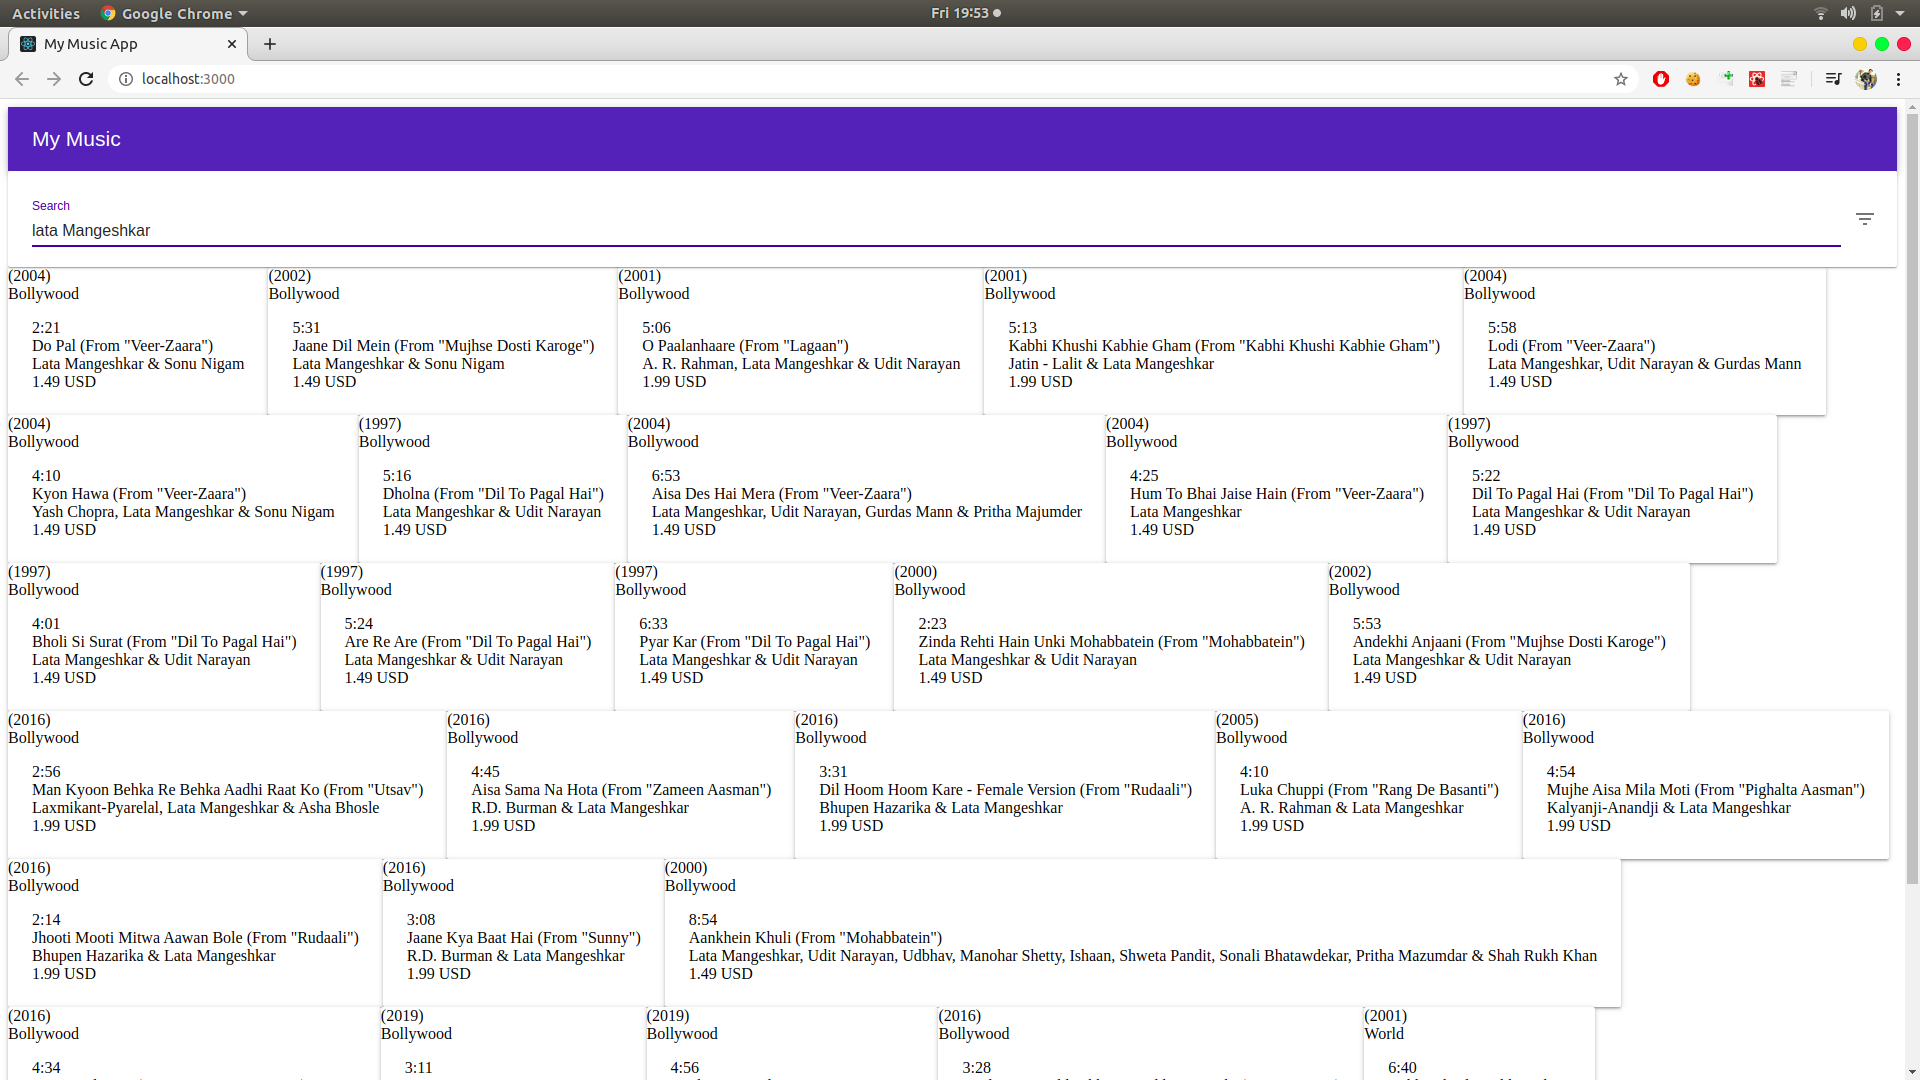 Activities Google Chrome Fri 19:53
My Music App
localhost:3000
My Music
Search
lata Mangeshkar
(2004)
Bollywood
2:21
Do Pal (From "Veer-Zaara")
Lata Mangeshkar & Sonu Nigam
1.49 USD
(2002)
Bollywood
5:31
Jaane Dil Mein (From "Mujhse Dosti Karoge")
Lata Mangeshkar & Sonu Nigam
1.49 USD
(2001)
Bollywood
5:06
O Paalanhaare (From "Lagaan")
A. R. Rahman, Lata Mangeshkar & Udit Narayan
1.99 USD
(2001)
Bollywood
5:13
Kabhi Khushi Kabhie Gham (From "Kabhi Khushi Kabhie Gham")
Jatin - Lalit & Lata Mangeshkar
1.99 USD
(2004)
Bollywood
5:58
Lodi (From "Veer-Zaara")
Lata Mangeshkar, Udit Narayan & Gurdas Mann
1.49 USD
(2004)
Bollywood
4:10
Kyon Hawa (From "Veer-Zaara")
Yash Chopra, Lata Mangeshkar & Sonu Nigam
1.49 USD
(1997)
Bollywood
5:16
Dholna (From "Dil To Pagal Hai")
Lata Mangeshkar & Udit Narayan
1.49 USD
(2004)
Bollywood
6:53
Aisa Des Hai Mera (From "Veer-Zaara")
Lata Mangeshkar, Udit Narayan, Gurdas Mann & Pritha Majumder
1.49 USD
(2004)
Bollywood
4:25
Hum To Bhai Jaise Hain (From "Veer-Zaara")
Lata Mangeshkar
1.49 USD
(1997)
Bollywood
5:22
Dil To Pagal Hai (From "Dil To Pagal Hai")
Lata Mangeshkar & Udit Narayan
1.49 USD
(1997)
Bollywood
4:01
Bholi Si Surat (From "Dil To Pagal Hai")
Lata Mangeshkar & Udit Narayan
1.49 USD
(1997)
Bollywood
5:24
Are Re Are (From "Dil To Pagal Hai")
Lata Mangeshkar & Udit Narayan
1.49 USD
(1997)
Bollywood
6:33
Pyar Kar (From "Dil To Pagal Hai")
Lata Mangeshkar & Udit Narayan
1.49 USD
(2000)
Bollywood
2:23
Zinda Rehti Hain Unki Mohabbatein (From "Mohabbatein")
Lata Mangeshkar & Udit Narayan
1.49 USD
(2002)
Bollywood
5:53
Andekhi Anjaani (From "Mujhse Dosti Karoge")
Lata Mangeshkar & Udit Narayan
1.49 USD
(2016)
Bollywood
2:56
Man Kyoon Behka Re Behka Aadhi Raat Ko (From "Utsav")
Laxmikant-Pyarelal, Lata Mangeshkar & Asha Bhosle
1.99 USD
(2016)
Bollywood
4:45
Aisa Sama Na Hota (From "Zameen Aasman")
R.D. Burman & Lata Mangeshkar
1.99 USD
(2016)
Bollywood
3:31
Dil Hoom Hoom Kare - Female Version (From "Rudaali")
Bhupen Hazarika & Lata Mangeshkar
1.99 USD
(2005)
Bollywood
4:10
Luka Chuppi (From "Rang De Basanti")
A. R. Rahman & Lata Mangeshkar
1.99 USD
(2016)
Bollywood
4:54
Mujhe Aisa Mila Moti (From "Pighalta Aasman")
Kalyanji-Anandji & Lata Mangeshkar
1.99 USD
(2016)
Bollywood
2:14
Jhooti Mooti Mitwa Aawan Bole (From "Rudaali")
Bhupen Hazarika & Lata Mangeshkar
1.99 USD
(2016)
Bollywood
3:08
Jaane Kya Baat Hai (From "Sunny")
R.D. Burman & Lata Mangeshkar
1.99 USD
(2000)
Bollywood
8:54
Aankhein Khuli (From "Mohabbatein")
Lata Mangeshkar, Udit Narayan, Udbhav, Manohar Shetty, Ishaan, Shweta Pandit, Sonali Bhatawdekar, Pritha Mazumdar & Shah Rukh Khan
1.49 USD
(2016)
Bollywood
4:34
(2019)
Bollywood
3:11
(2019)
Bollywood
4:56
(2016)
Bollywood
3:28
(2001)
World
6:40